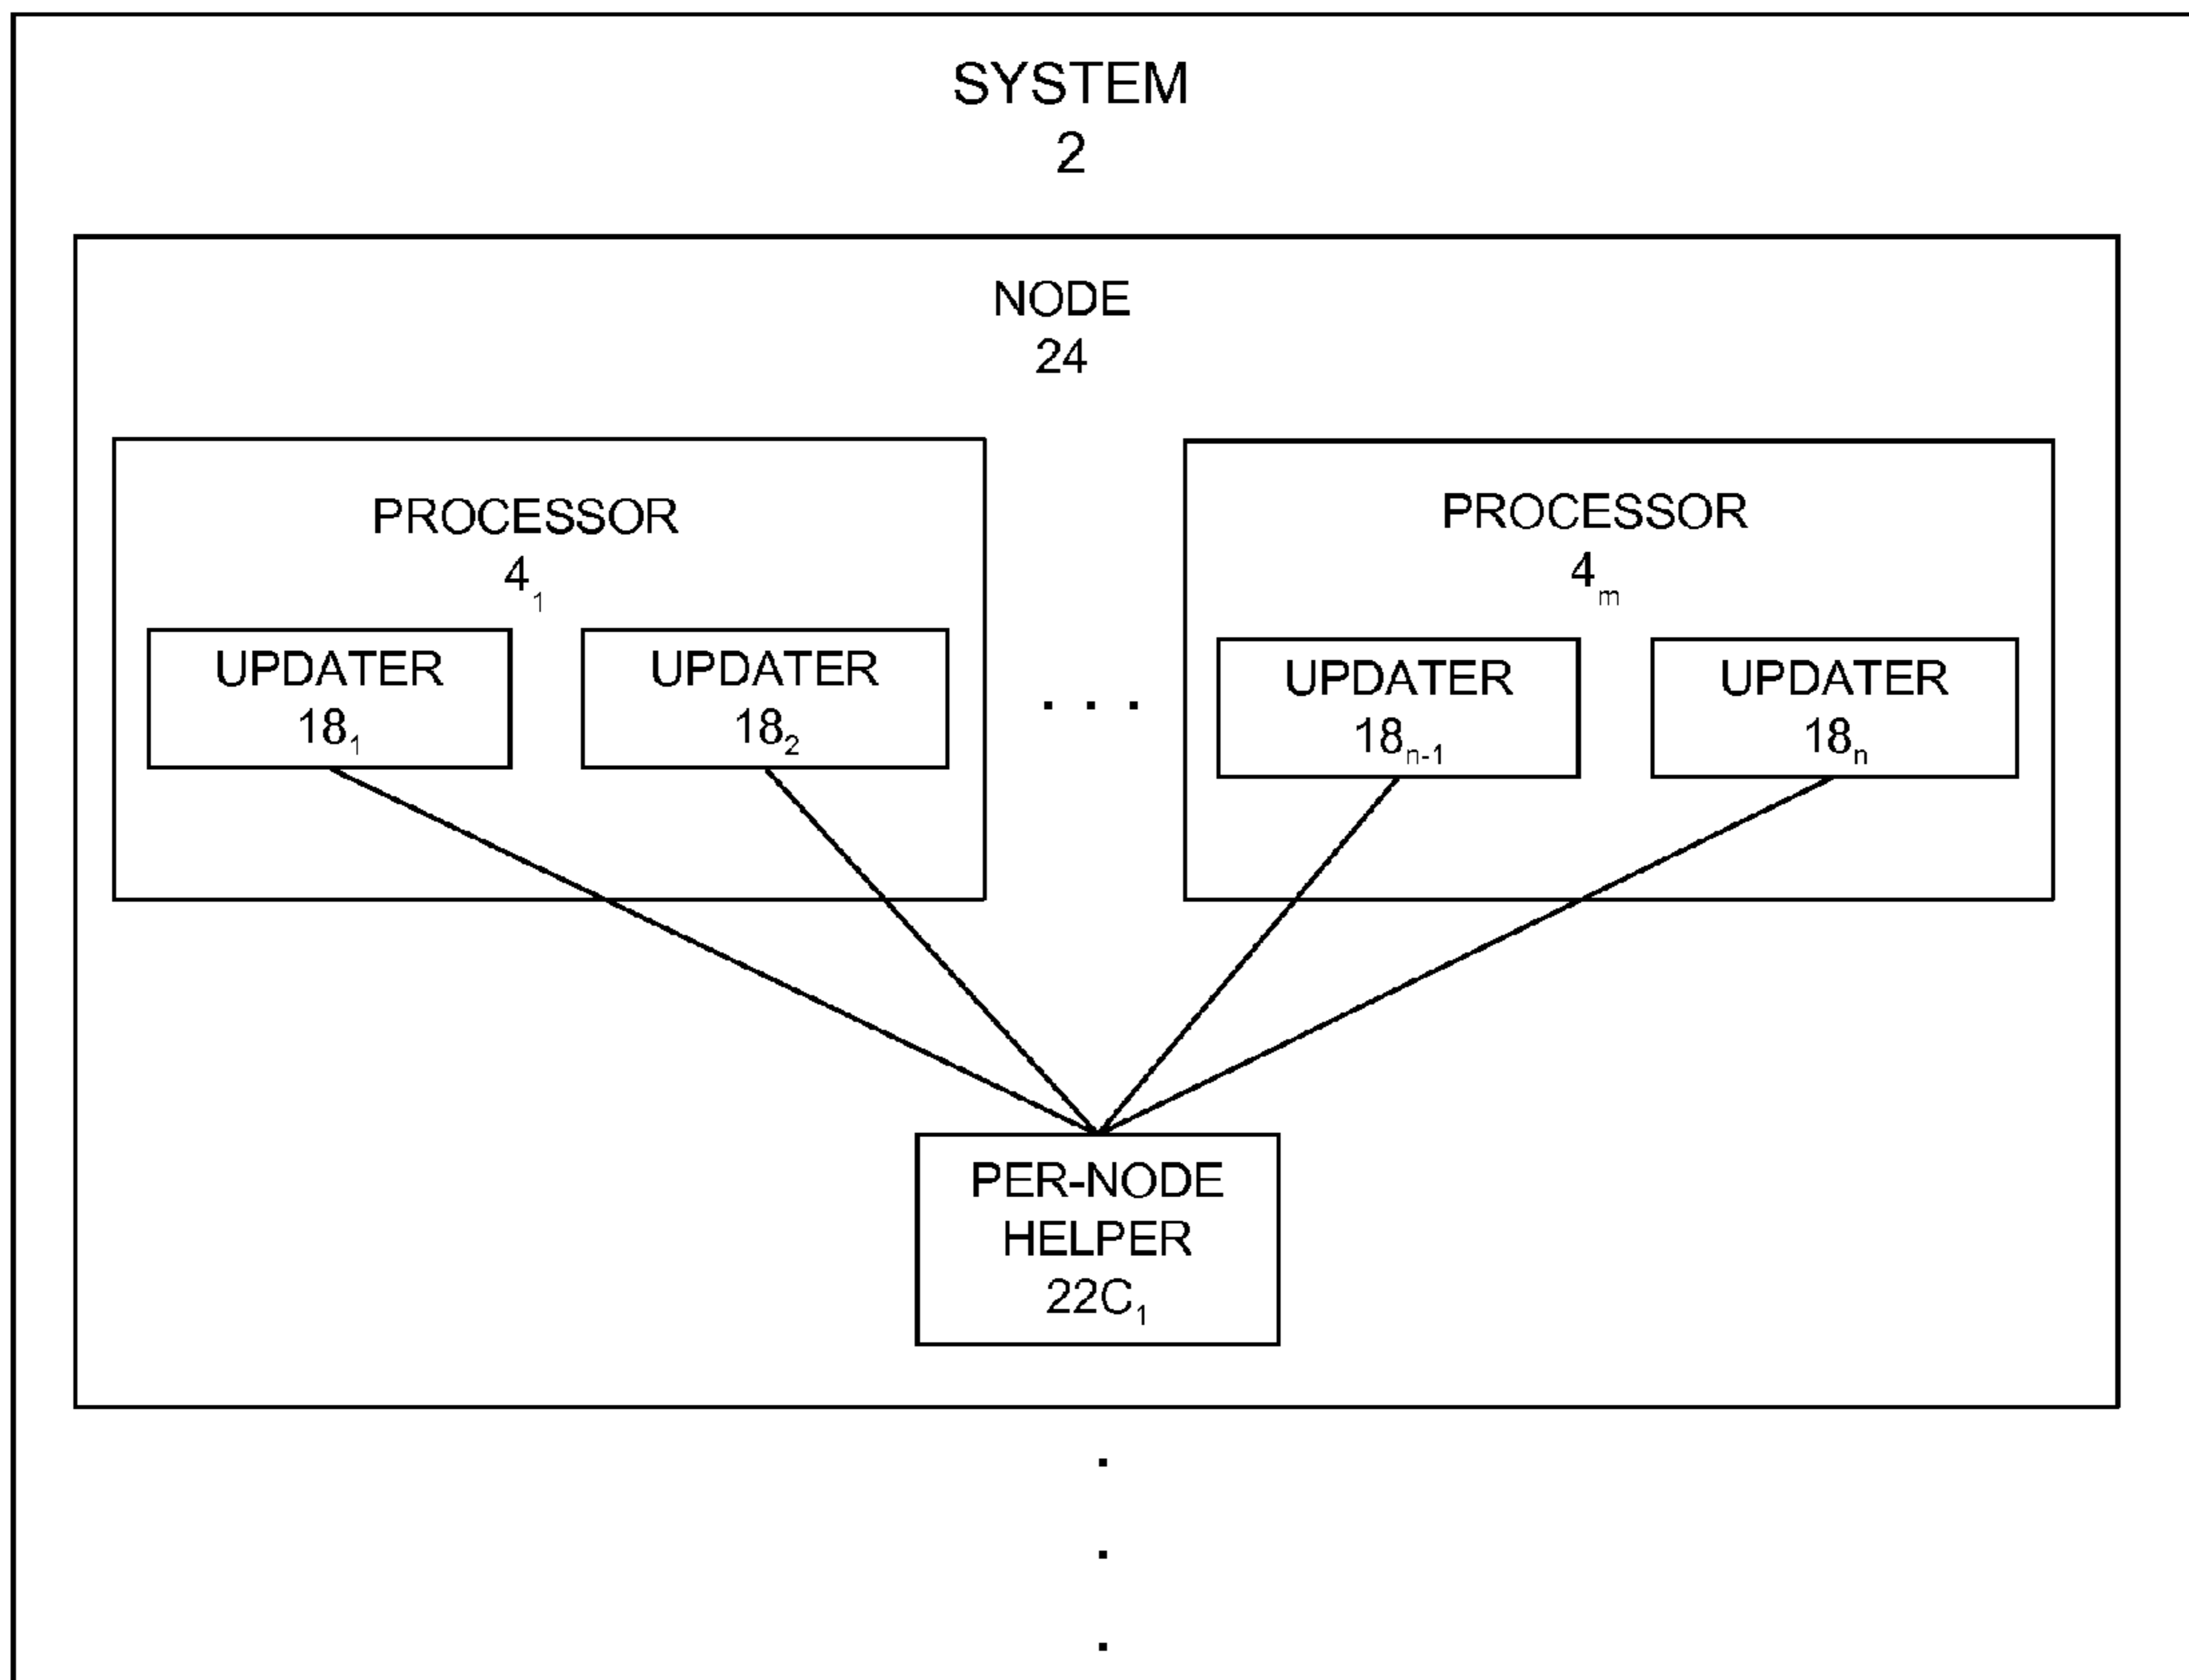 SYSTEM
2
NODE
24
PROCESSOR
4₁
UPDATER
18₁
UPDATER
18₂
. . .
PROCESSOR
4ₘ
UPDATER
18ₙ₋₁
UPDATER
18ₙ
PER-NODE
HELPER
22C₁
.
.
.